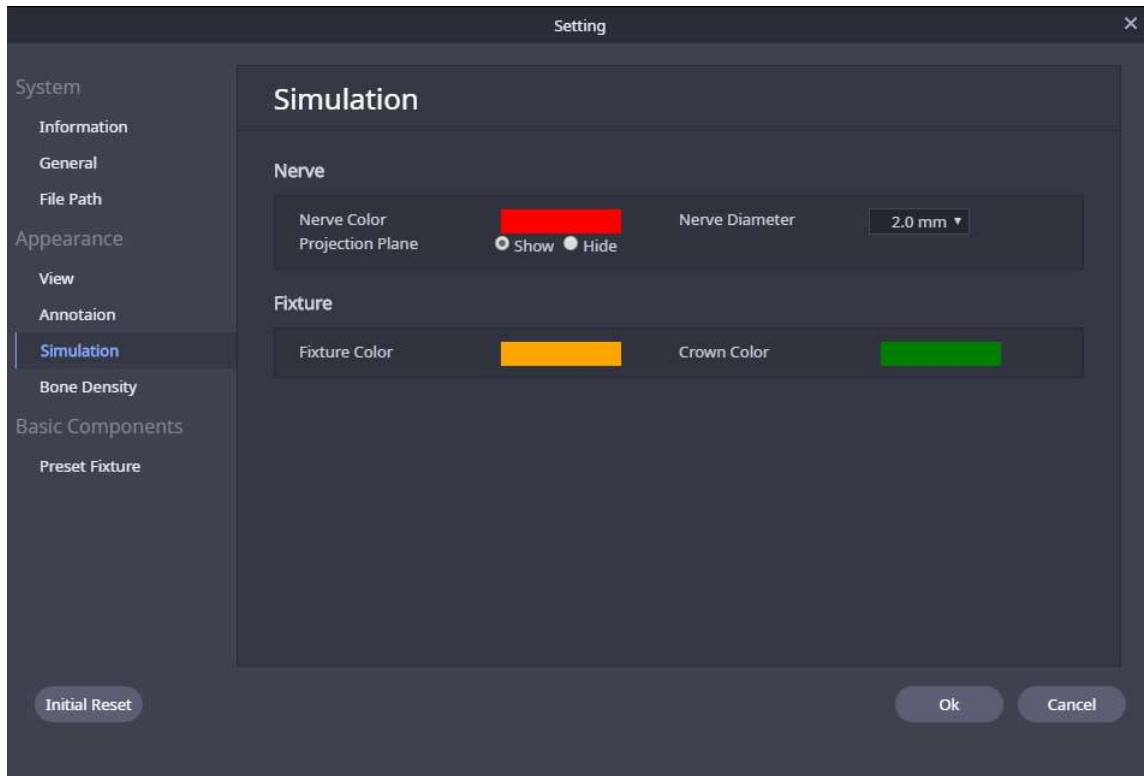 Setting
System
Information
General
File Path
Appearance
View
Annotaion
Simulation
Bone Density
Basic Components
Preset Fixture
Simulation
Nerve
Nerve Color
Nerve Diameter
2.0 mm
Projection Plane
Show
Hide
Fixture
Fixture Color
Crown Color
Initial Reset
Ok
Cancel